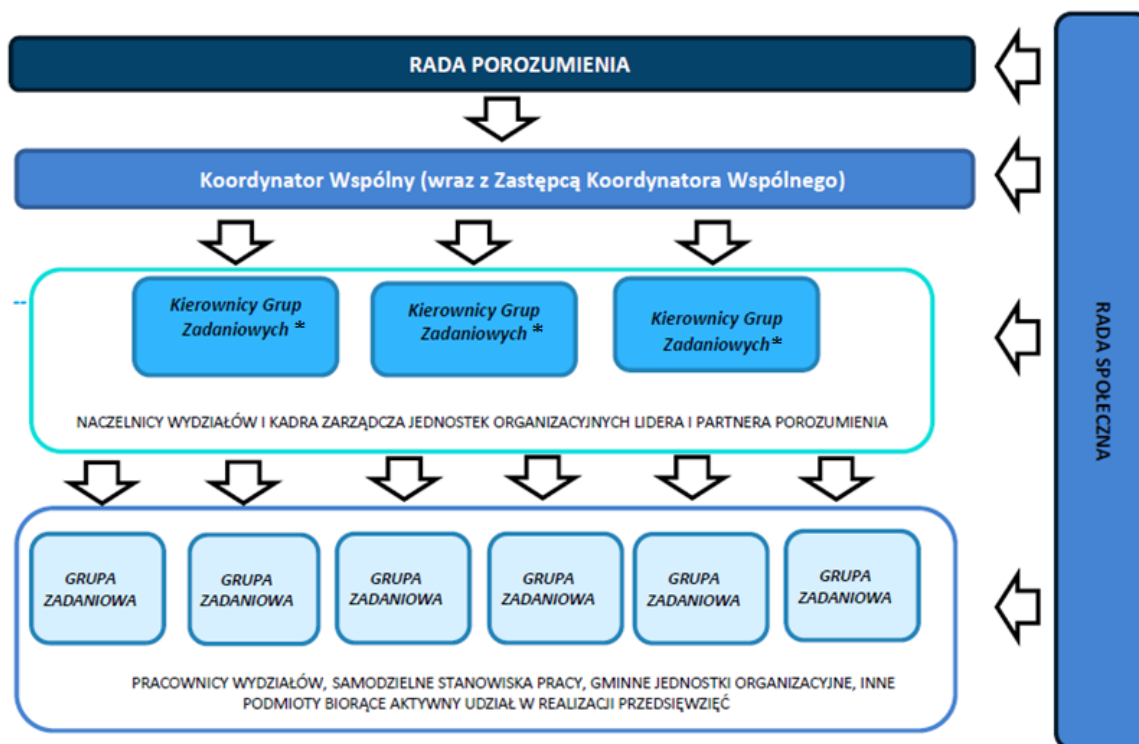 RADA POROZUMIENIA
Koordynator Wspólny (wraz z Zastępcą Koordynatora Wspólnego)
Kierownicy Grup
Zadaniowych *
Kierownicy Grup
Zadaniowych *
Kierownicy Grup
Zadaniowych*
NACZELNICY WYDZIAŁÓW I KADRA ZARZĄDCZA JEDNOSTEK ORGANIZACYJNYCH LIDERA I PARTNERA POROZUMIENIA
GRUPA
ZADANIOWA
GRUPA
ZADANIOWA
GRUPA
ZADANIOWA
GRUPA
ZADANIOWA
GRUPA
ZADANIOWA
GRUPA
ZADANIOWA
PRACOWNICY WYDZIAŁÓW, SAMODZIELNE STANOWISKA PRACY, GMINNE JEDNOSTKI ORGANIZACYJNE, INNE
PODMIOTY BIORĄCE AKTYWNY UDZIAŁ W REALIZACJI PRZEDSIĘWZIĘĆ
RADA SPOŁECZNA